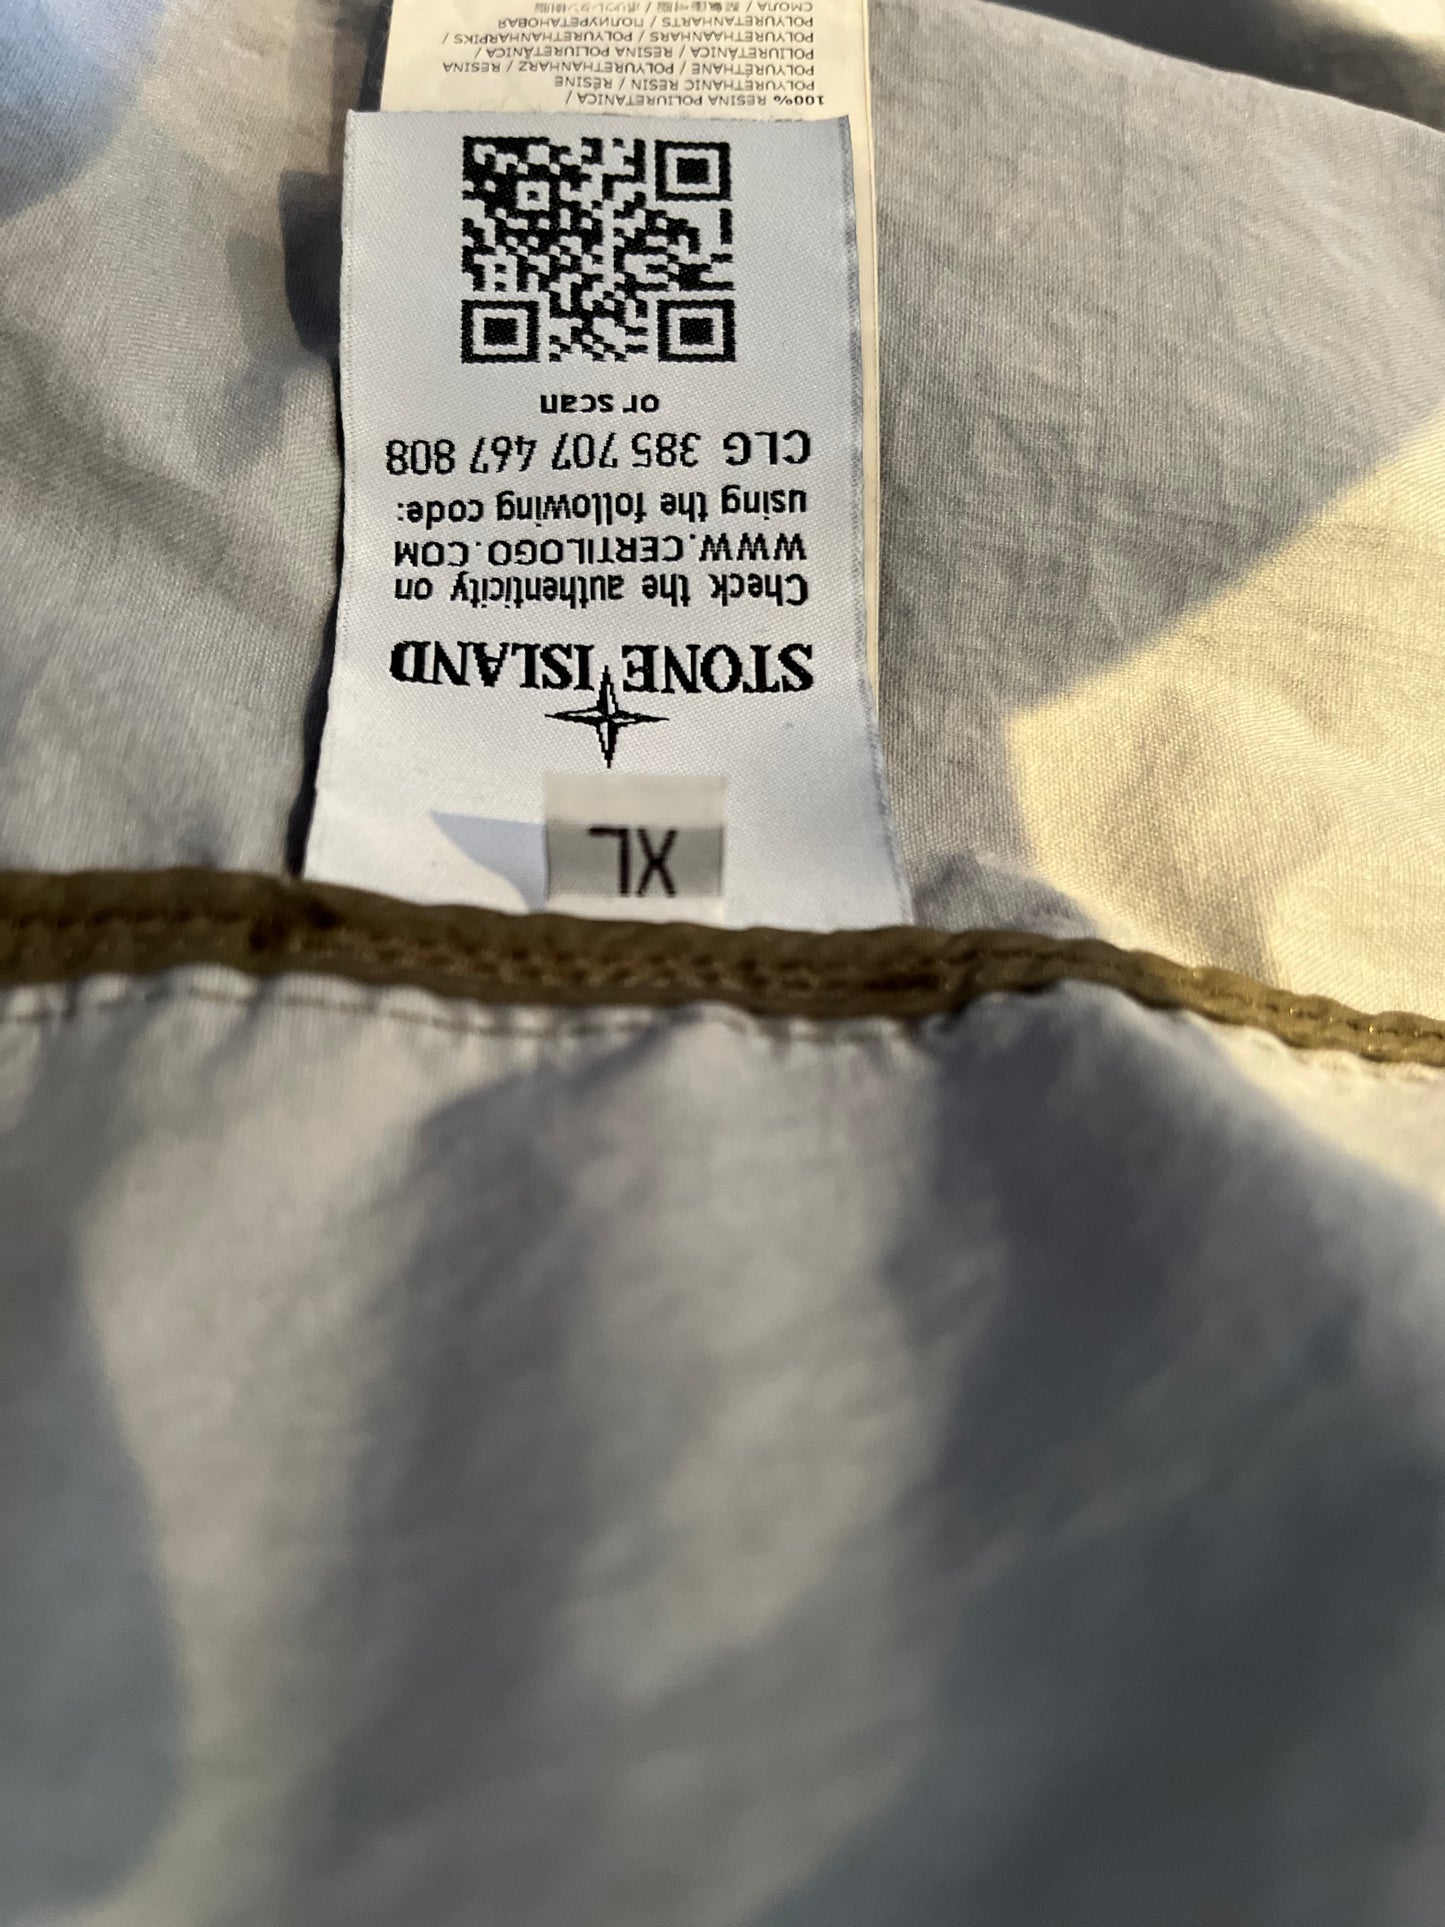 XL
STONE ISLAND
Check the authenticity on
WWW.CERTILOGO.COM
using the following code:
CLG 385 707 467 808
or scan
100% RESINA POLIURETANICA /
POLYURETHANIC RESIN / RÉSINE
POLYURÉTHANE / POLYURETHANHARZ / RESINA
POLIURETÂNICA / RESINA POLIURETÁNICA /
POLYURETHAANHARS / POLYURETHANHARPIKS /
POLYURETANHARTS / ПОЛИУРЕТАНОВАЯ
СМОЛА /